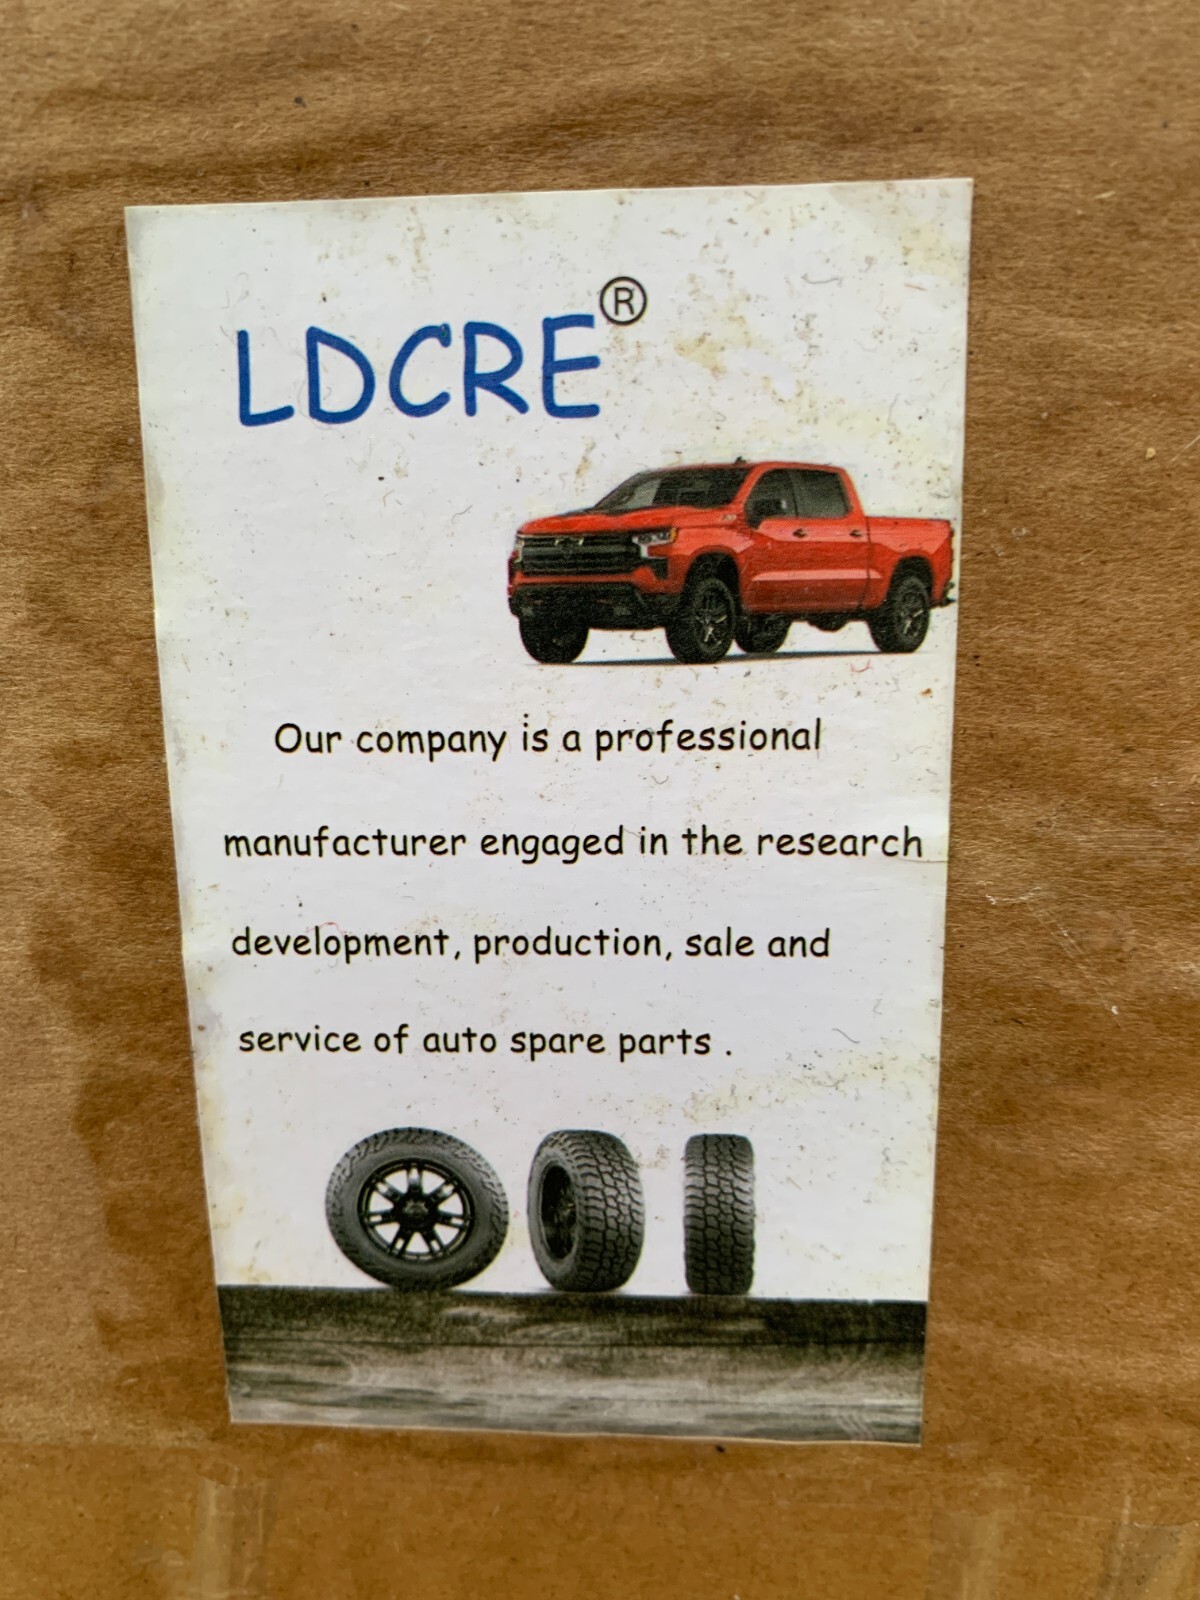 LDCRE®
Our company is a professional
manufacturer engaged in the research
development, production, sale and
service of auto spare parts .